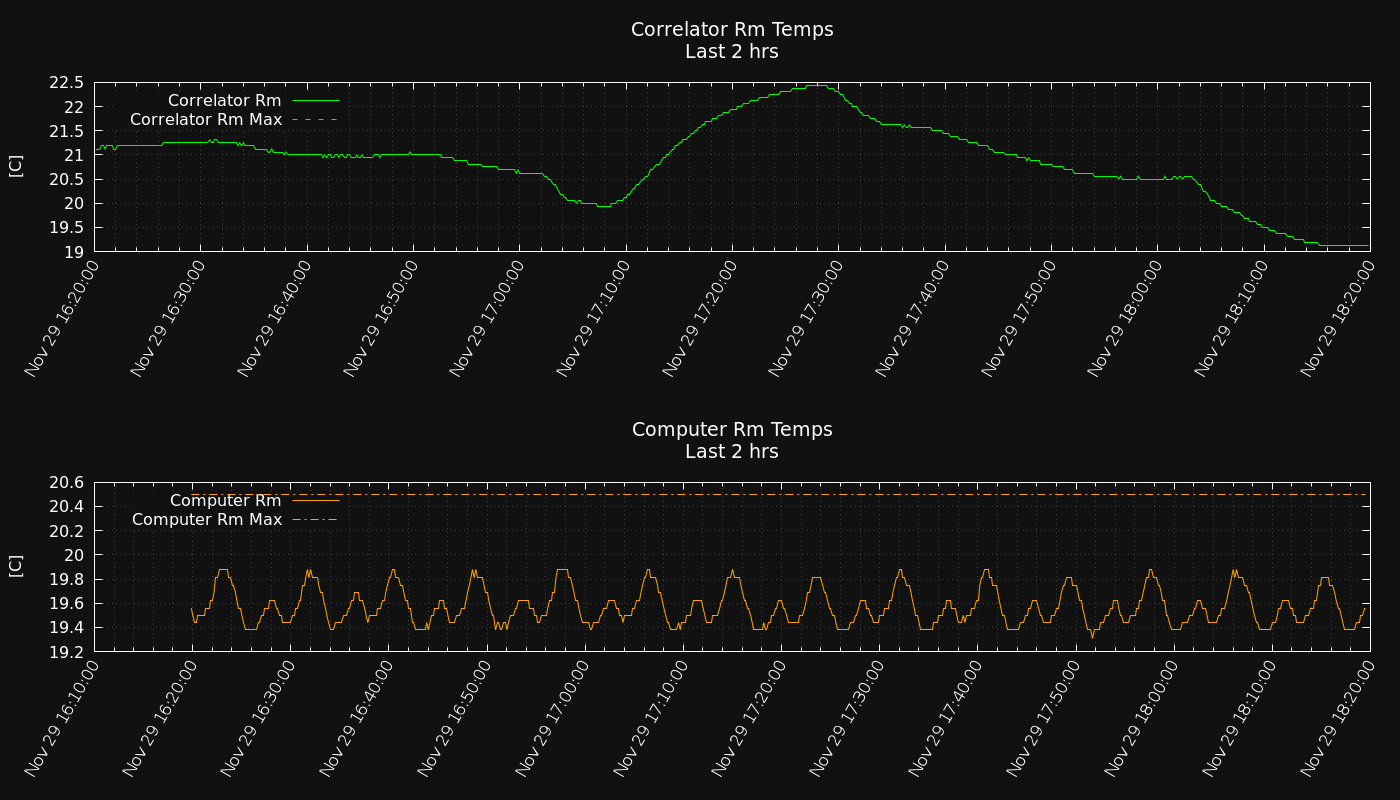 Correlator Rm Temps
Last 2 hrs
22.5
22
21.5
21
20.5
20
19.5
19
[C]
Correlator Rm
Correlator Rm Max
Nov 29 16:20:00
Nov 29 16:30:00
Nov 29 16:40:00
Nov 29 16:50:00
Nov 29 17:00:00
Nov 29 17:10:00
Nov 29 17:20:00
Nov 29 17:30:00
Nov 29 17:40:00
Nov 29 17:50:00
Nov 29 18:00:00
Nov 29 18:10:00
Nov 29 18:20:00
Computer Rm Temps
Last 2 hrs
20.6
20.4
20.2
20
19.8
19.6
19.4
19.2
[C]
Computer Rm
Computer Rm Max
Nov 29 16:10:00
Nov 29 16:20:00
Nov 29 16:30:00
Nov 29 16:40:00
Nov 29 16:50:00
Nov 29 17:00:00
Nov 29 17:10:00
Nov 29 17:20:00
Nov 29 17:30:00
Nov 29 17:40:00
Nov 29 17:50:00
Nov 29 18:00:00
Nov 29 18:10:00
Nov 29 18:20:00